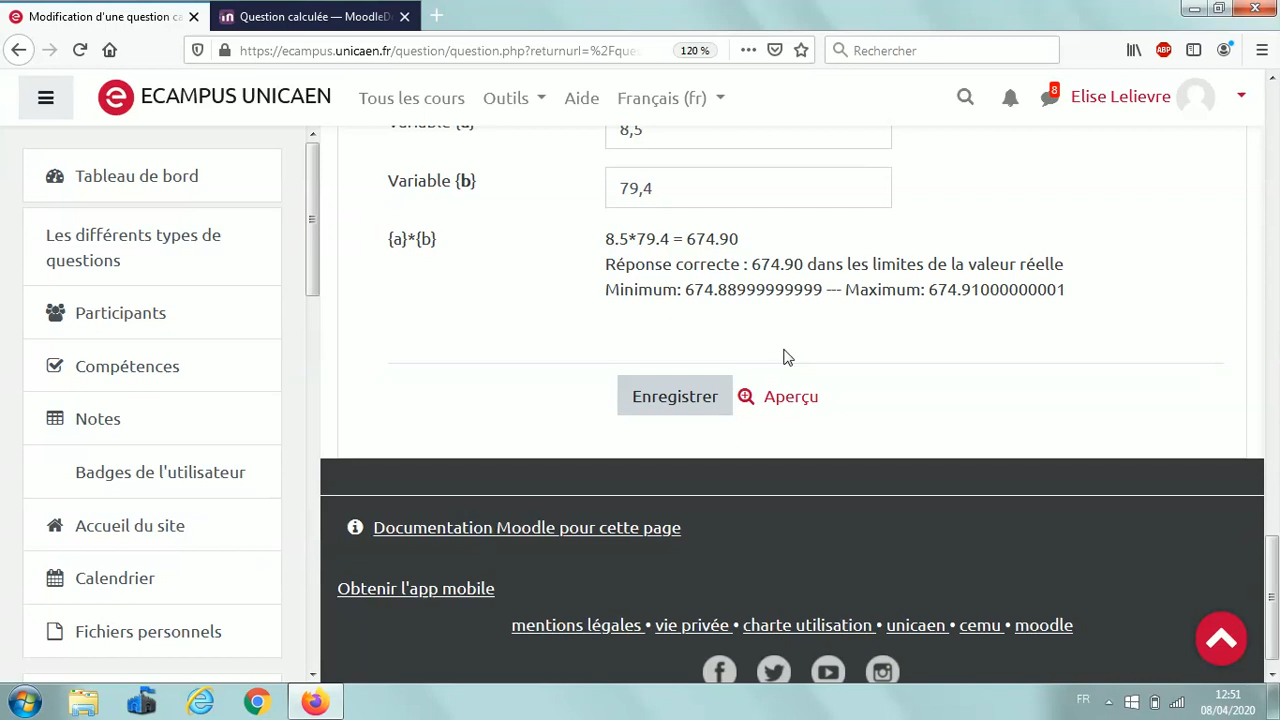 Modification d'une question ca
Question calculée — MoodleD
https://ecampus.unicaen.fr/question/question.php?returnurl=%2Fques
120 %
Rechercher
ABP
ECAMPUS UNICAEN
Tous les cours
Outils
Aide
Français (fr)
8
Elise Lelievre
Tableau de bord
Les différents types de
questions
Participants
Compétences
Notes
Badges de l'utilisateur
Accueil du site
Calendrier
Fichiers personnels
Variable {a}
8,5
Variable {b}
79,4
{a}*{b}
8.5*79.4 = 674.90
Réponse correcte : 674.90 dans les limites de la valeur réelle
Minimum: 674.88999999999 --- Maximum: 674.91000000001
Enregistrer
Aperçu
Documentation Moodle pour cette page
Obtenir l'app mobile
mentions légales • vie privée • charte utilisation • unicaen • cemu • moodle
FR
12:51
08/04/2020